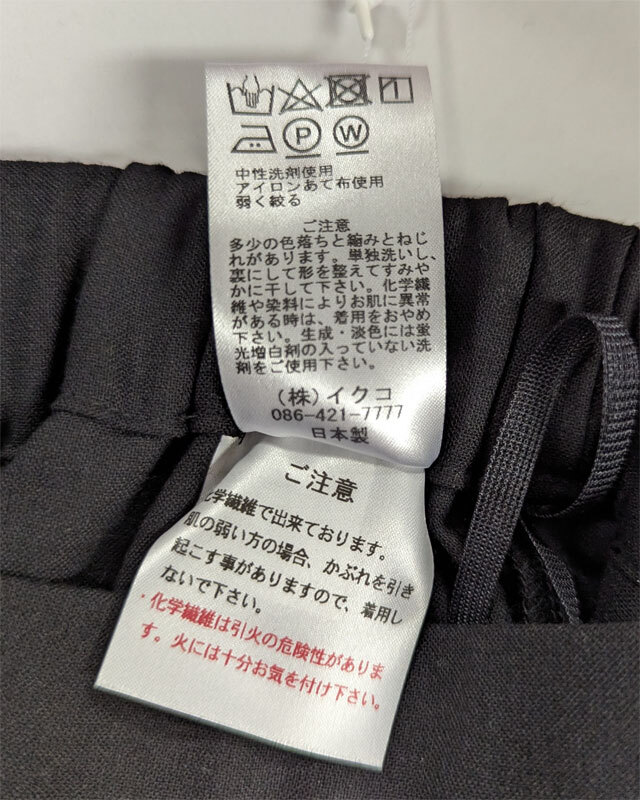 P W
中性洗剤使用
アイロンあて布使用
弱く絞る
ご注意
多少の色落ちと縮みとねじ
れがあります。単独洗いし、
裏にして形を整えてすみや
かに干して下さい。化学繊
維や染料によりお肌に異常
がある時は、着用をおやめ
下さい。生成・淡色には蛍
光増白剤の入っていない洗
剤をご使用下さい。
(株)イクコ
086-421-7777
日本製
ご注意
化学繊維で出来ております。
肌の弱い方の場合、かぶれを引き
起こす事がありますので、着用し
ないで下さい。
・化学繊維は引火の危険性がありま
す。火には十分お気を付け下さい。